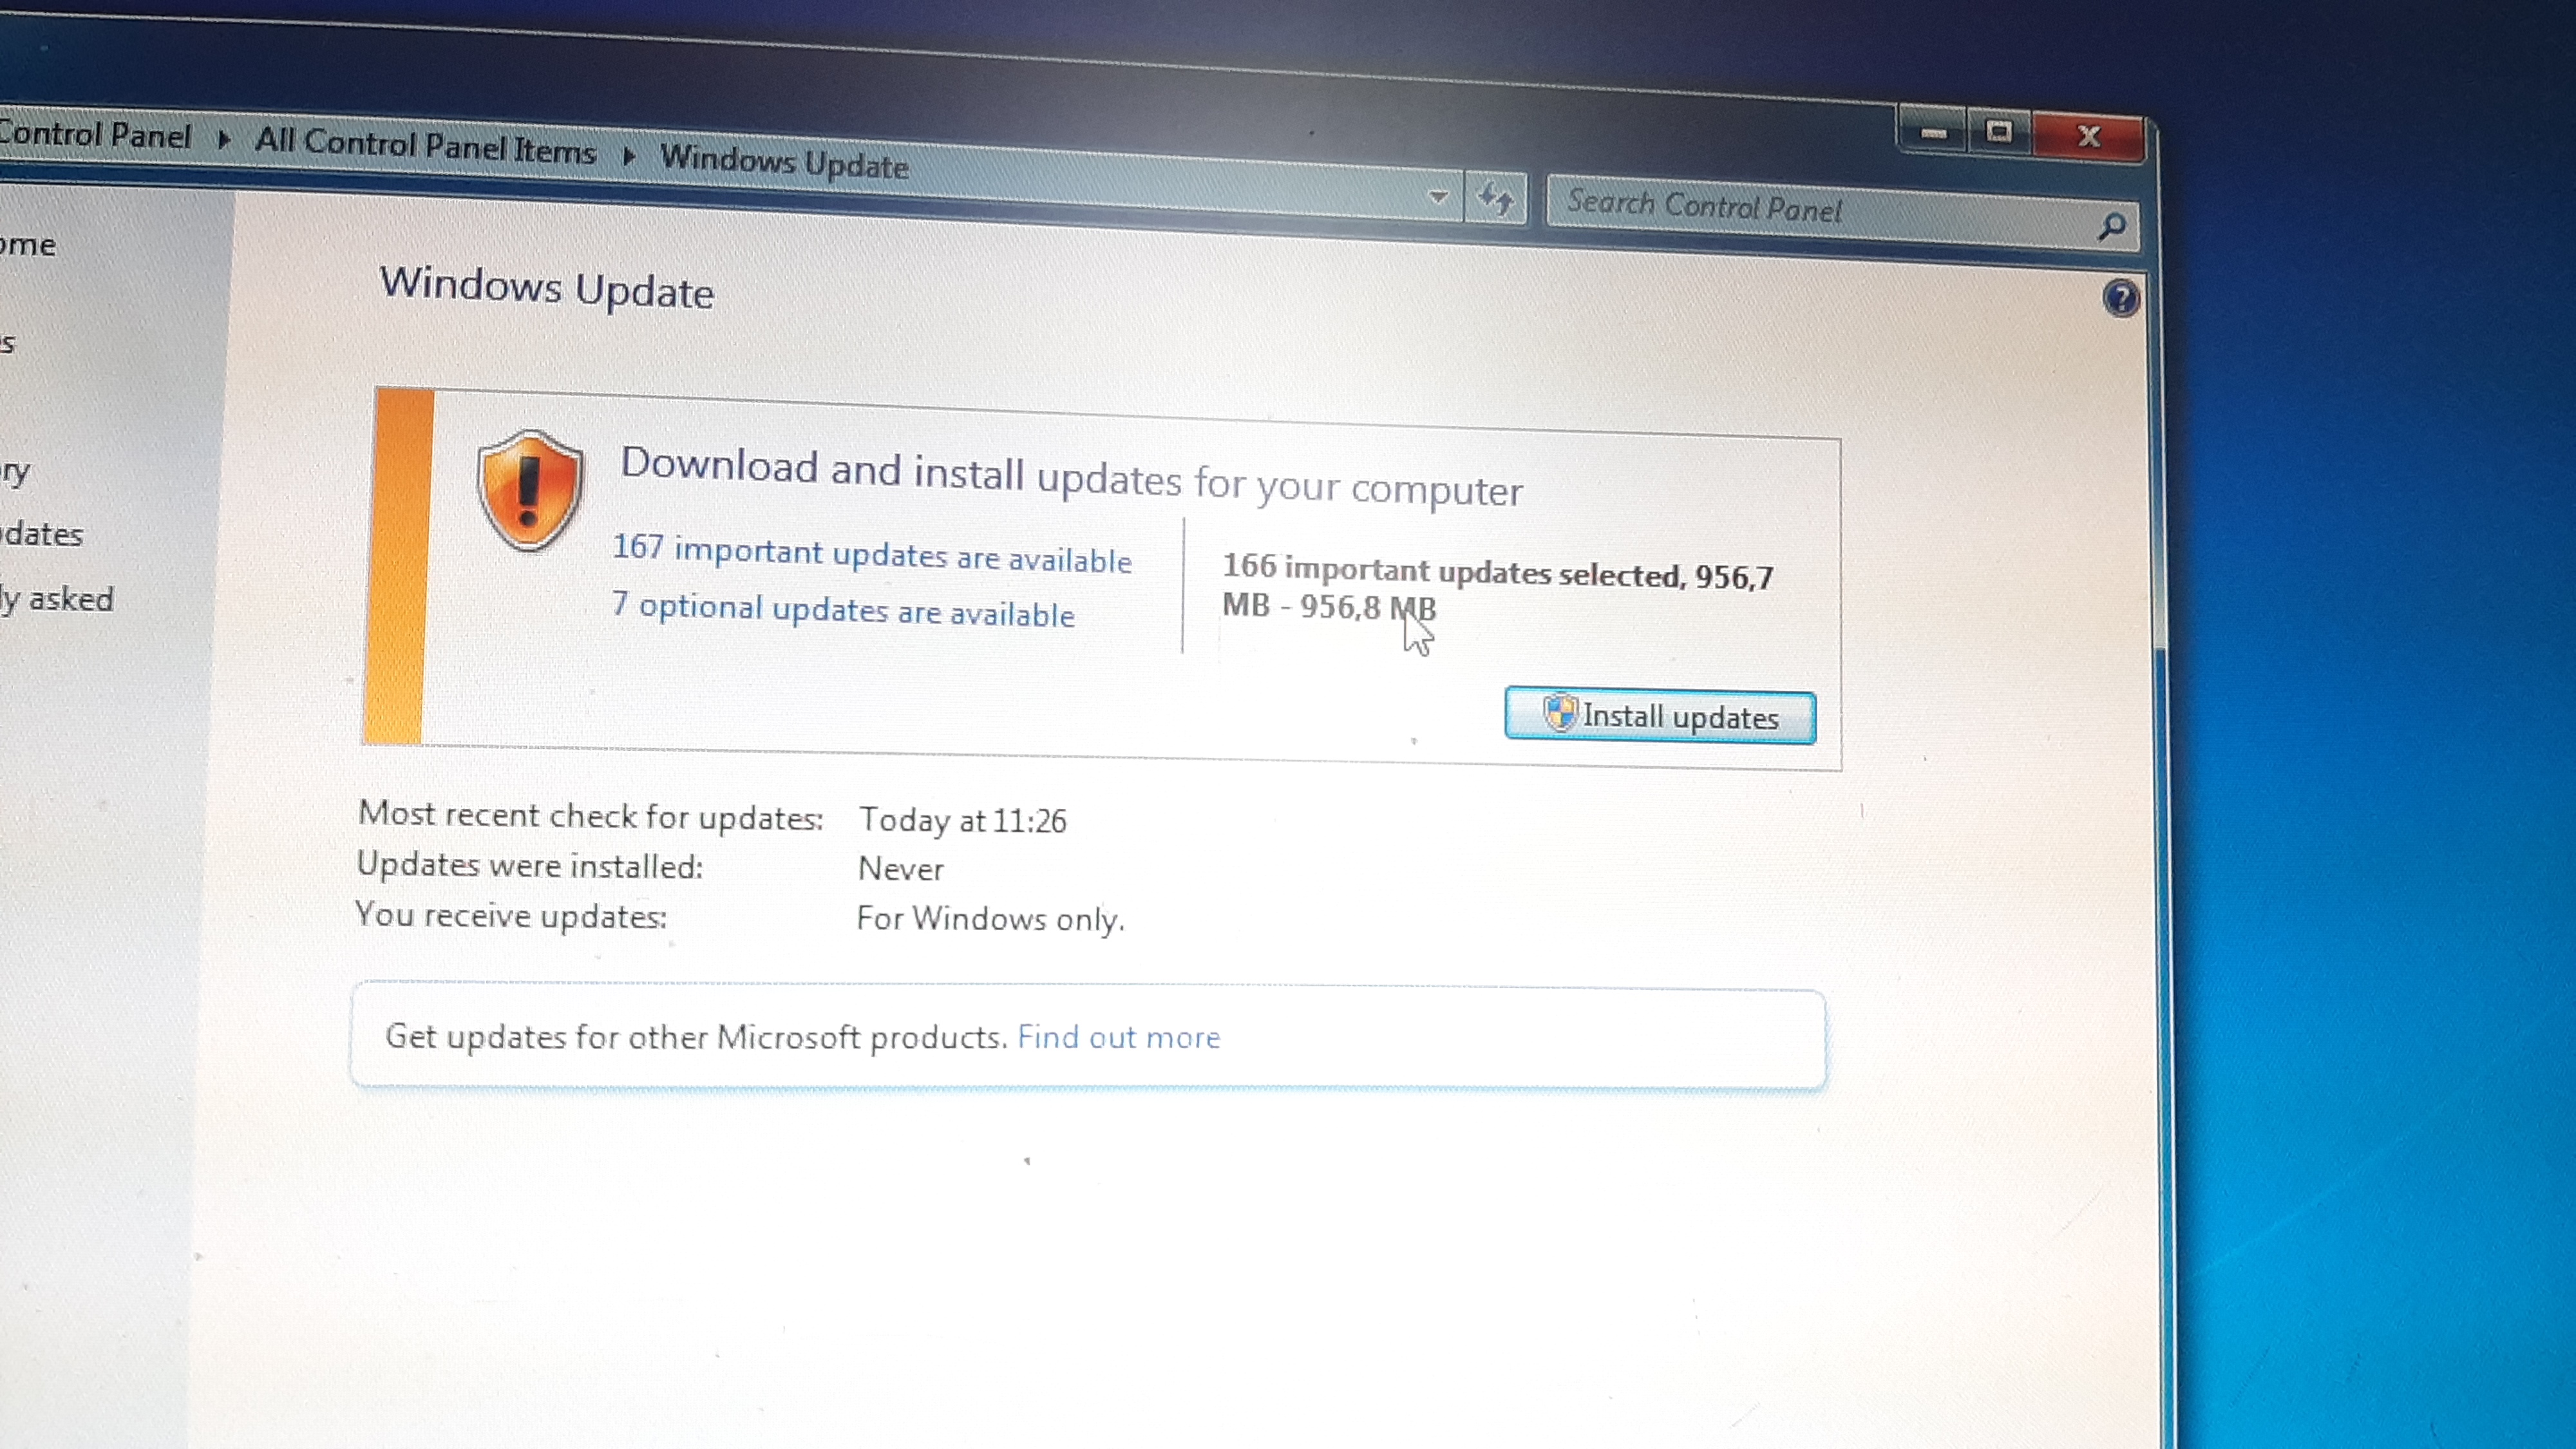 Control Panel ▸ All Control Panel Items ▸ Windows Update
Search Control Panel
ome
s
ry
dates
ly asked
Windows Update
Download and install updates for your computer
167 important updates are available
7 optional updates are available
166 important updates selected, 956,7
MB - 956,8 MB
Install updates
Most recent check for updates: Today at 11:26
Updates were installed: Never
You receive updates: For Windows only.
Get updates for other Microsoft products. Find out more